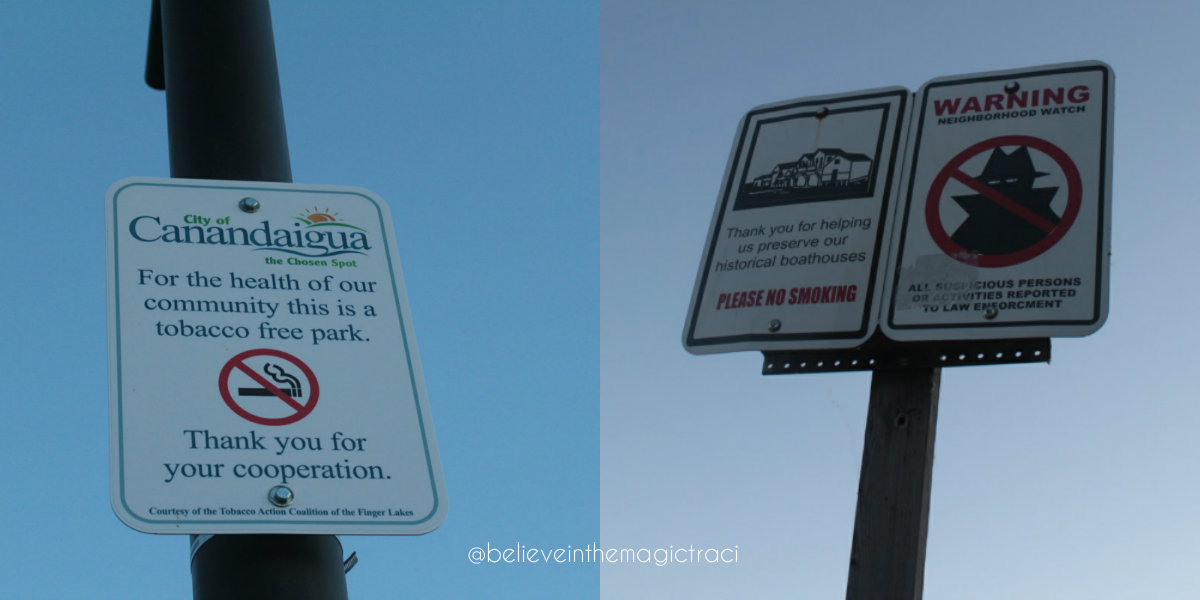 City of
Canandaigua
the Chosen Spot
For the health of our
community this is a
tobacco free park.
Thank you for
your cooperation.
Courtesy of the Tobacco Action Coalition of the Finger Lakes
Thank you for helping
us preserve our
historical boathouses
PLEASE NO SMOKING
WARNING
NEIGHBORHOOD WATCH
ALL SUSPICIOUS PERSONS
OR ACTIVITIES REPORTED
TO LAW ENFORCMENT
@believeinthemagictraci